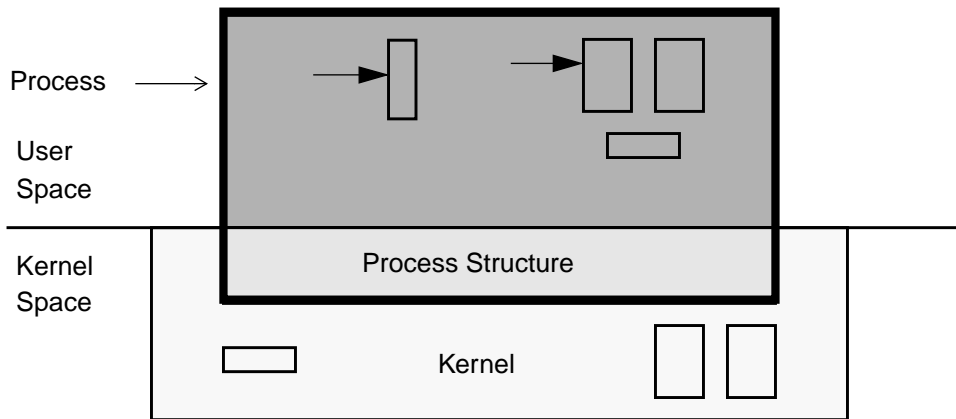 Process
User
Space
Kernel
Space
Process Structure
Kernel